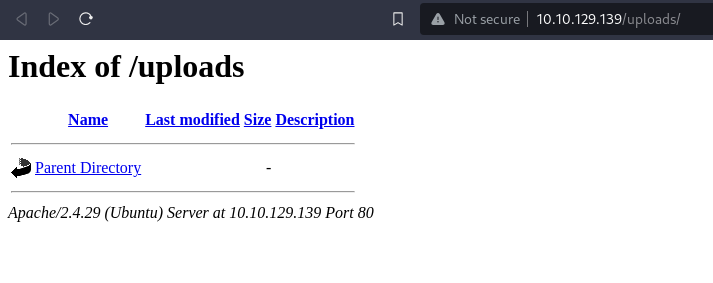 Not secure 10.10.129.139/uploads/
Index of /uploads
Name Last modified Size Description
Parent Directory -
Apache/2.4.29 (Ubuntu) Server at 10.10.129.139 Port 80